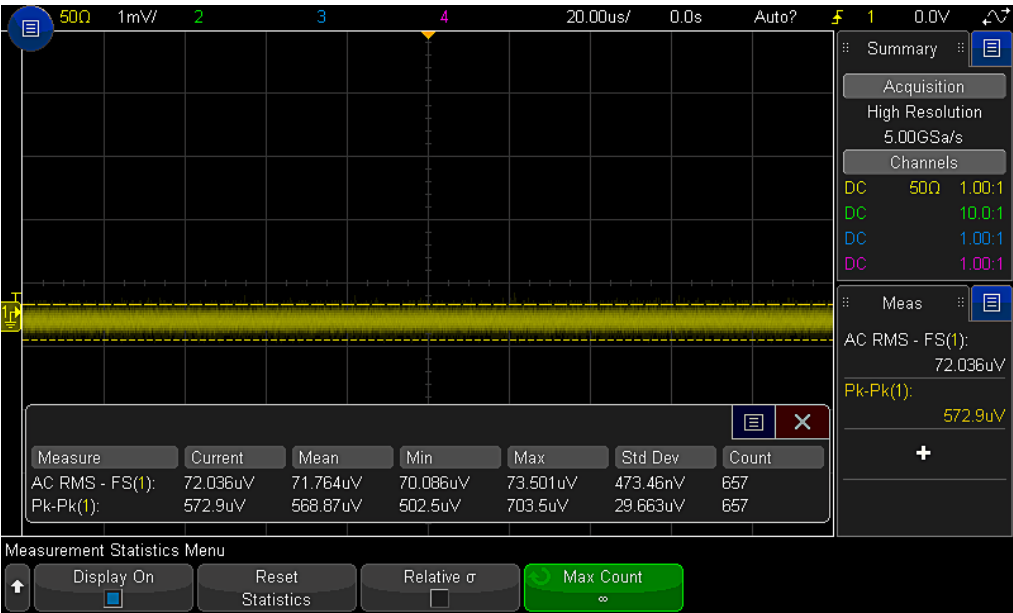 50Ω 1mV/ 2 3 4 20.00us/ 0.0s Auto? 1 0.0V
Summary
Acquisition
High Resolution
5.00GSa/s
Channels
DC 50Ω 1.00:1
DC 10.0:1
DC 1.00:1
DC 1.00:1
T
1
Meas
AC RMS - FS(1):
72.036uV
Pk-Pk(1):
572.9uV
Measure Current Mean Min Max Std Dev Count
AC RMS - FS(1): 72.036uV 71.764uV 70.086uV 73.501uV 473.46nV 657
Pk-Pk(1): 572.9uV 568.87uV 502.5uV 703.5uV 29.663uV 657
Measurement Statistics Menu
Display On
Reset
Statistics
Relative σ
Max Count
∞